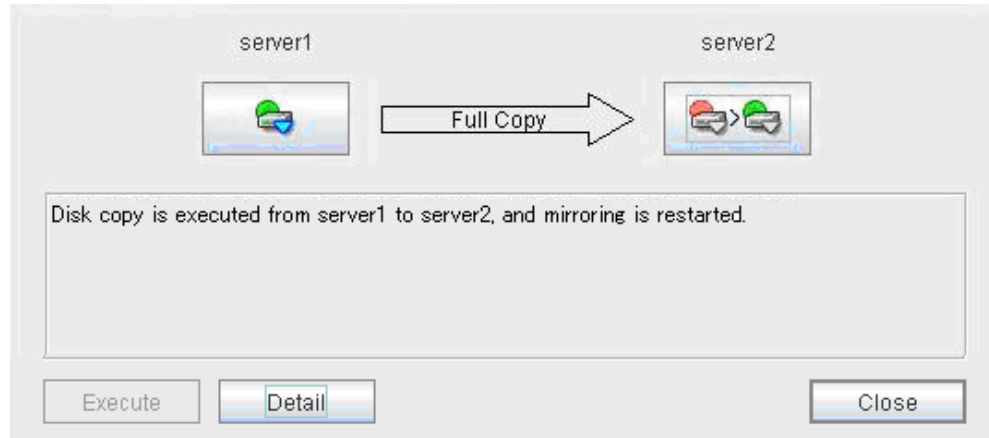 server1 server2
Full Copy
>
Disk copy is executed from server1 to server2, and mirroring is restarted.
Execute Detail Close